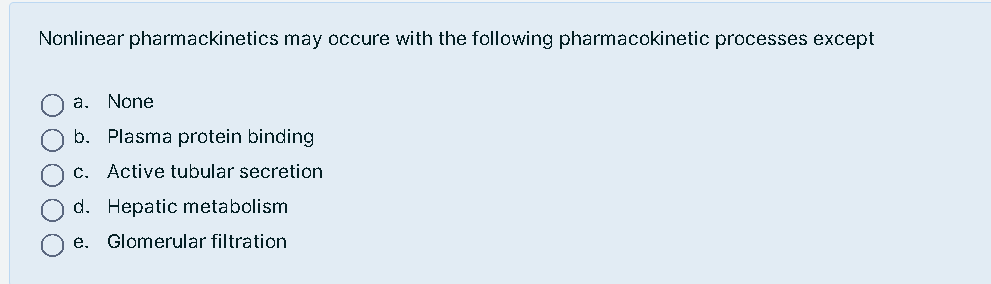 Nonlinear pharmackinetics may occure with the following pharmacokinetic processes except
a. None
b. Plasma protein binding
c. Active tubular secretion
d. Hepatic metabolism
e. Glomerular filtration